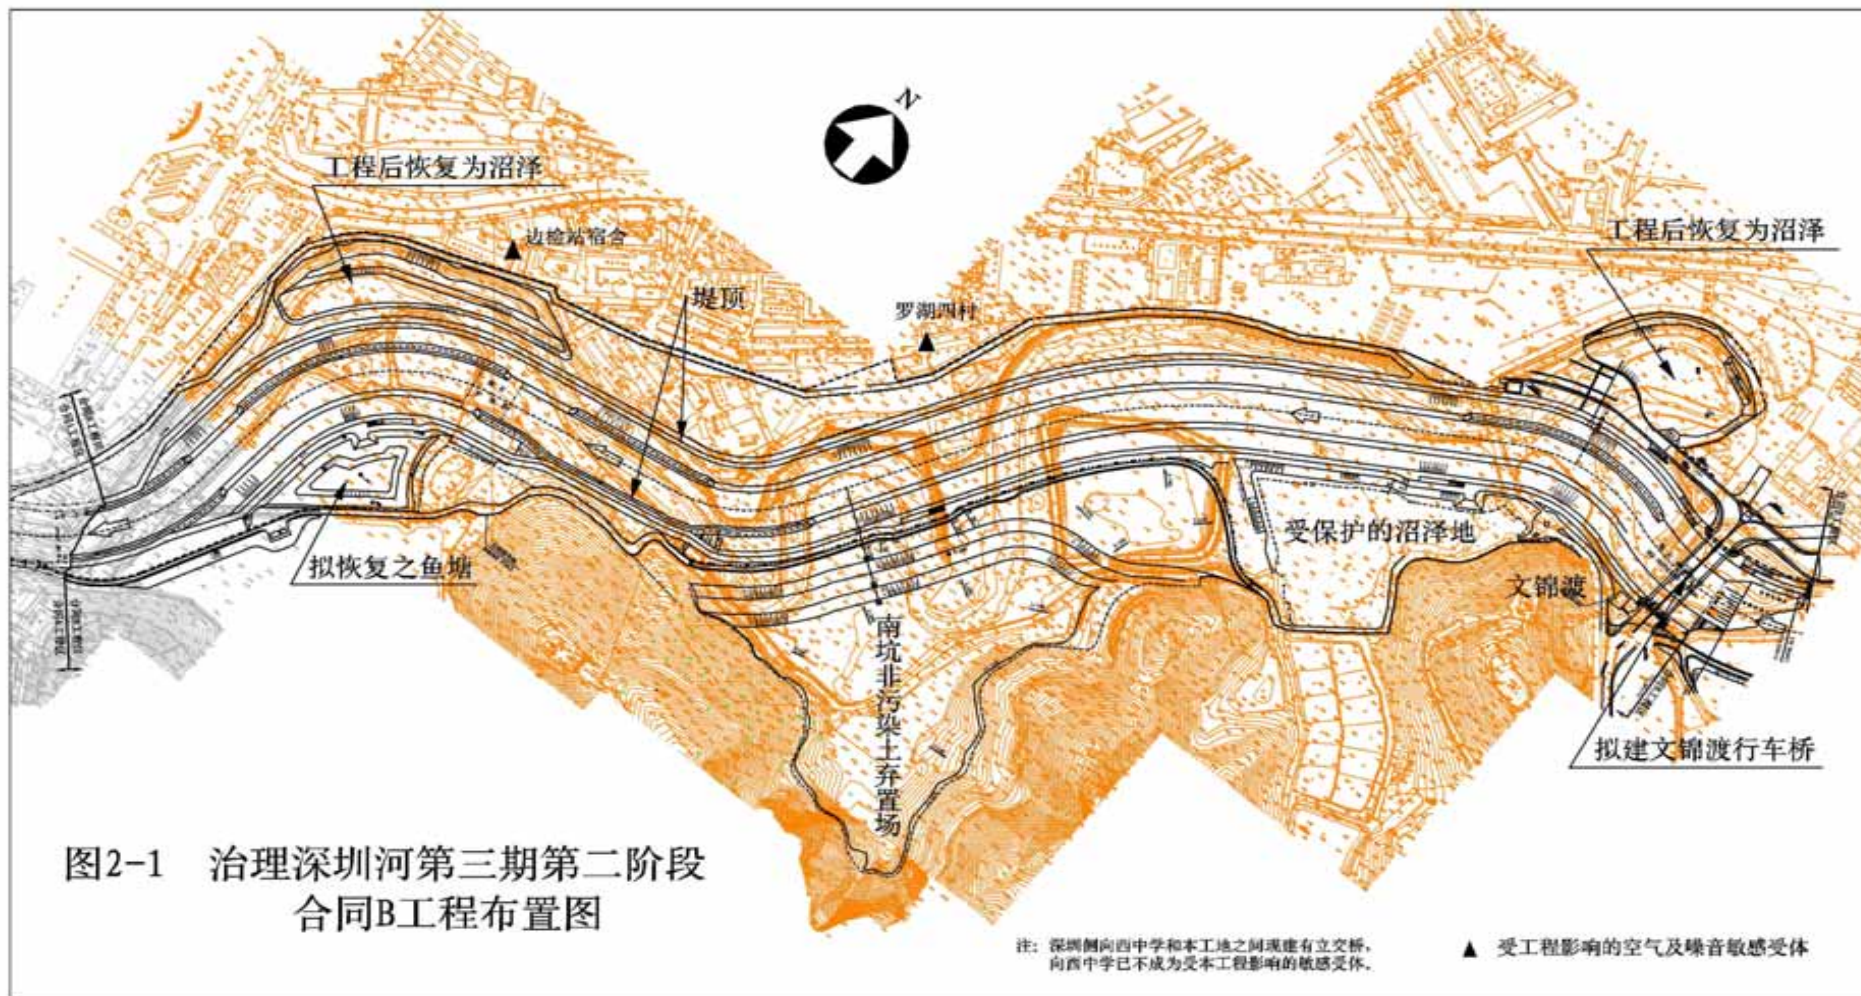 N
工程后恢复为沼泽
边检站宿舍
工程后恢复为沼泽
堤顶
罗湖四村
受保护的沼泽地
拟恢复之鱼塘
文锦渡
南坑非污染土弃置场
拟建文锦渡行车桥
图2-1 治理深圳河第三期第二阶段
合同B工程布置图
注: 深圳侧向西中学和本工地之间现建有立交桥,
向西中学已不成为受本工程影响的敏感受体.
▲ 受工程影响的空气及噪音敏感受体